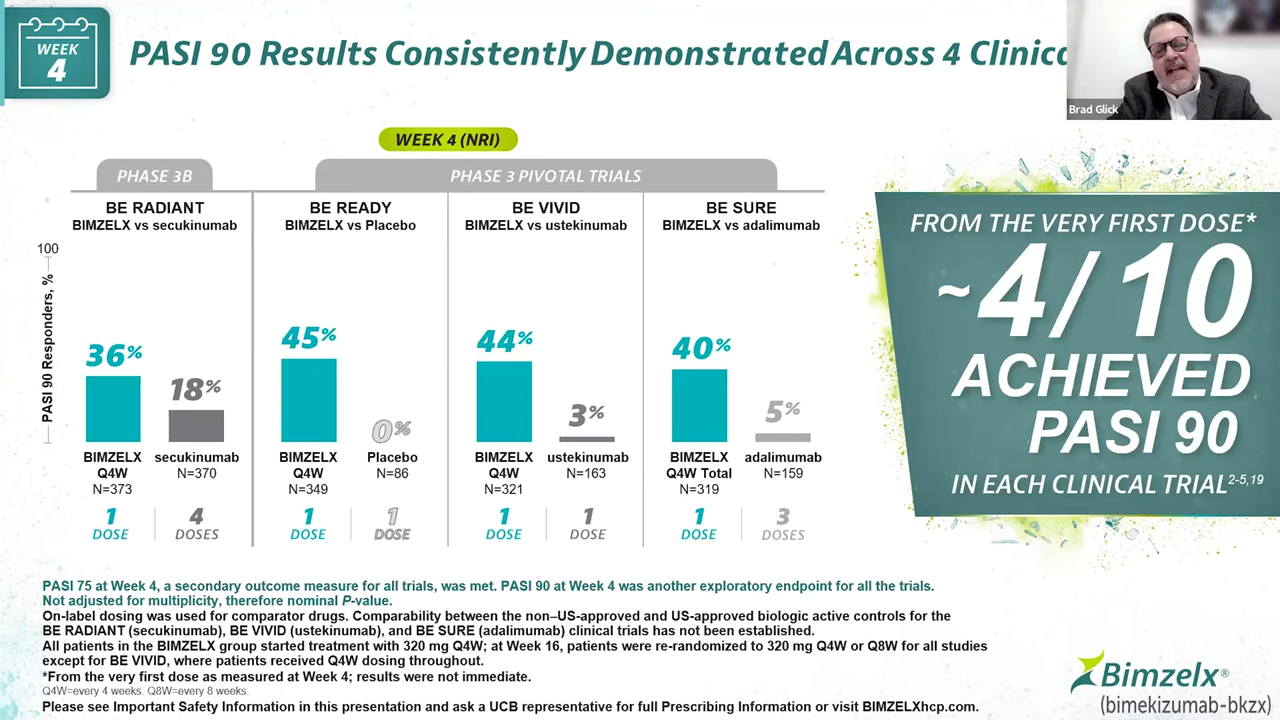 WEEK
4
PASI 90 Results Consistently Demonstrated Across 4
Brad Glick
WEEK 4 (NRI)
PHASE 3B
PHASE 3 PIVOTAL TRIALS
BE RADIANT
BIMZELX vs secukinumab
BE READY
BIMZELX vs Placebo
BE VIVID
BIMZELX vs ustekinumab
BE SURE
BIMZELX vs adalimumab
100
PASI 90 Responders, %
36%
18%
45%
0%
44%
3%
40%
5%
BIMZELX
Q4W
N=373
secukinumab
N=370
BIMZELX
Q4W
N=349
Placebo
N=86
BIMZELX
Q4W
N=321
ustekinumab
N=163
BIMZELX
Q4W Total
N=319
adalimumab
N=159
1
DOSE
4
DOSES
1
DOSE
1
DOSE
1
DOSE
1
DOSE
1
DOSE
3
DOSES
FROM THE VERY FIRST DOSE*
~4/10
ACHIEVED
PASI 90
IN EACH CLINICAL TRIAL2-5,19
PASI 75 at Week 4, a secondary outcome measure for all trials, was met. PASI 90 at Week 4 was another exploratory endpoint for all the trials.
Not adjusted for multiplicity, therefore nominal P-value.
On-label dosing was used for comparator drugs. Comparability between the non–US-approved and US-approved biologic active controls for the
BE RADIANT (secukinumab), BE VIVID (ustekinumab), and BE SURE (adalimumab) clinical trials has not been established.
All patients in the BIMZELX group started treatment with 320 mg Q4W; at Week 16, patients were re-randomized to 320 mg Q4W or Q8W for all studies
except for BE VIVID, where patients received Q4W dosing throughout.
*From the very first dose as measured at Week 4; results were not immediate.
Q4W=every 4 weeks. Q8W=every 8 weeks.
Please see Important Safety Information in this presentation and ask a UCB representative for full Prescribing Information or visit BIMZELXhcp.com.
Bimzelx®
(bimekizumab-bkzx)